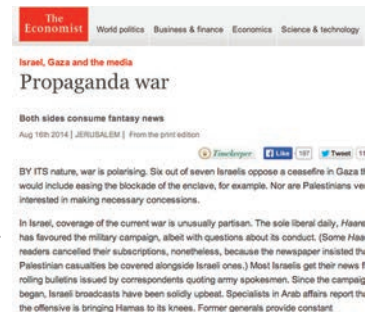 The
Economist
World politics Business & finance Economics Science & technology
Israel, Gaza and the media
Propaganda war
Both sides consume fantasy news
Aug 16th 2014 | JERUSALEM | From the print edition
Timekeeper Like 197 Tweet
BY ITS nature, war is polarising. Six out of seven Israelis oppose a ceasefire in Gaza
would include easing the blockade of the enclave, for example. Nor are Palestinians
interested in making necessary concessions.
In Israel, coverage of the current war is unusually partisan. The sole liberal daily,
has favoured the military campaign, albeit with questions about its conduct. (Some
readers cancelled their subscriptions, nonetheless, because the newspaper insisted
Palestinian casualties be covered alongside Israeli ones.) Most Israelis get their news
rolling bulletins issued by correspondents quoting army spokesmen. Since the campaign
began, Israeli broadcasts have been solidly upbeat. Specialists in Arab affairs report
the offensive is bringing Hamas to its knees. Former generals provide constant